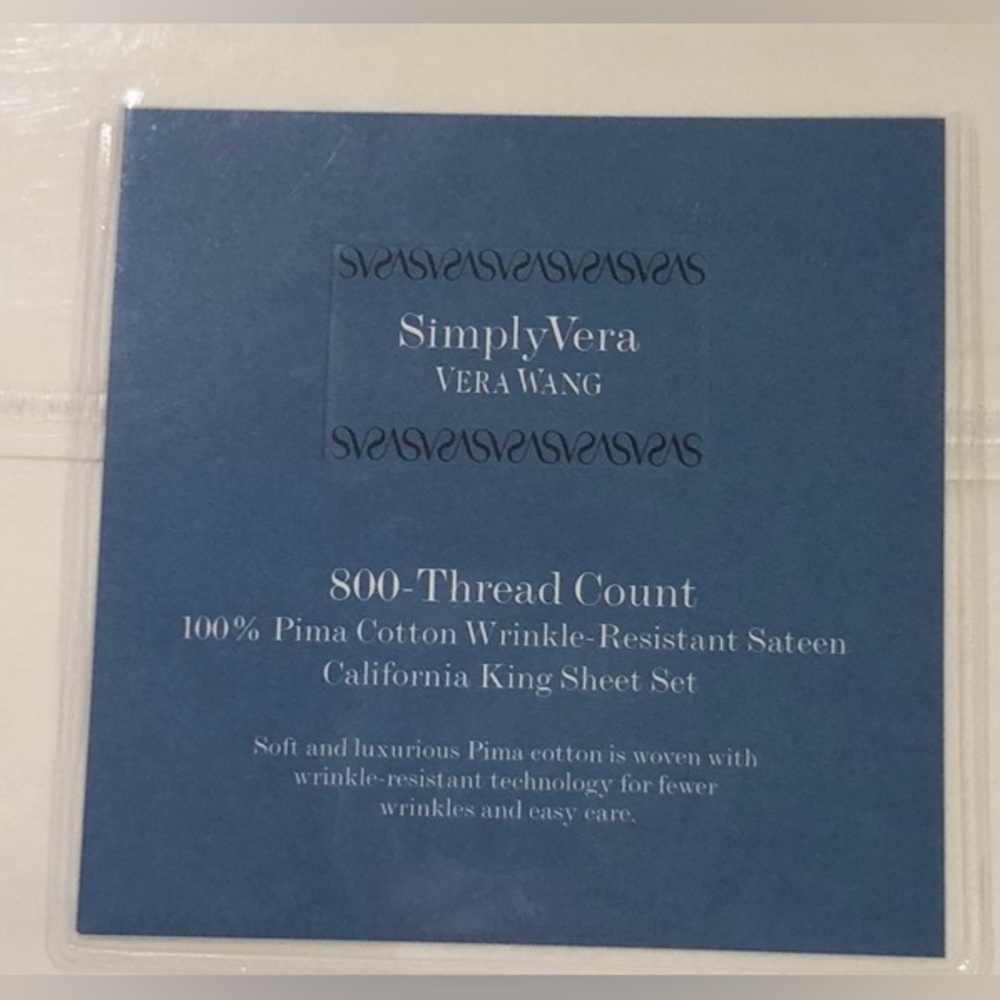 SimplyVera
VERA WANG
800-Thread Count
100% Pima Cotton Wrinkle-Resistant Sateen
California King Sheet Set
Soft and luxurious Pima cotton is woven with
wrinkle-resistant technology for fewer
wrinkles and easy care.